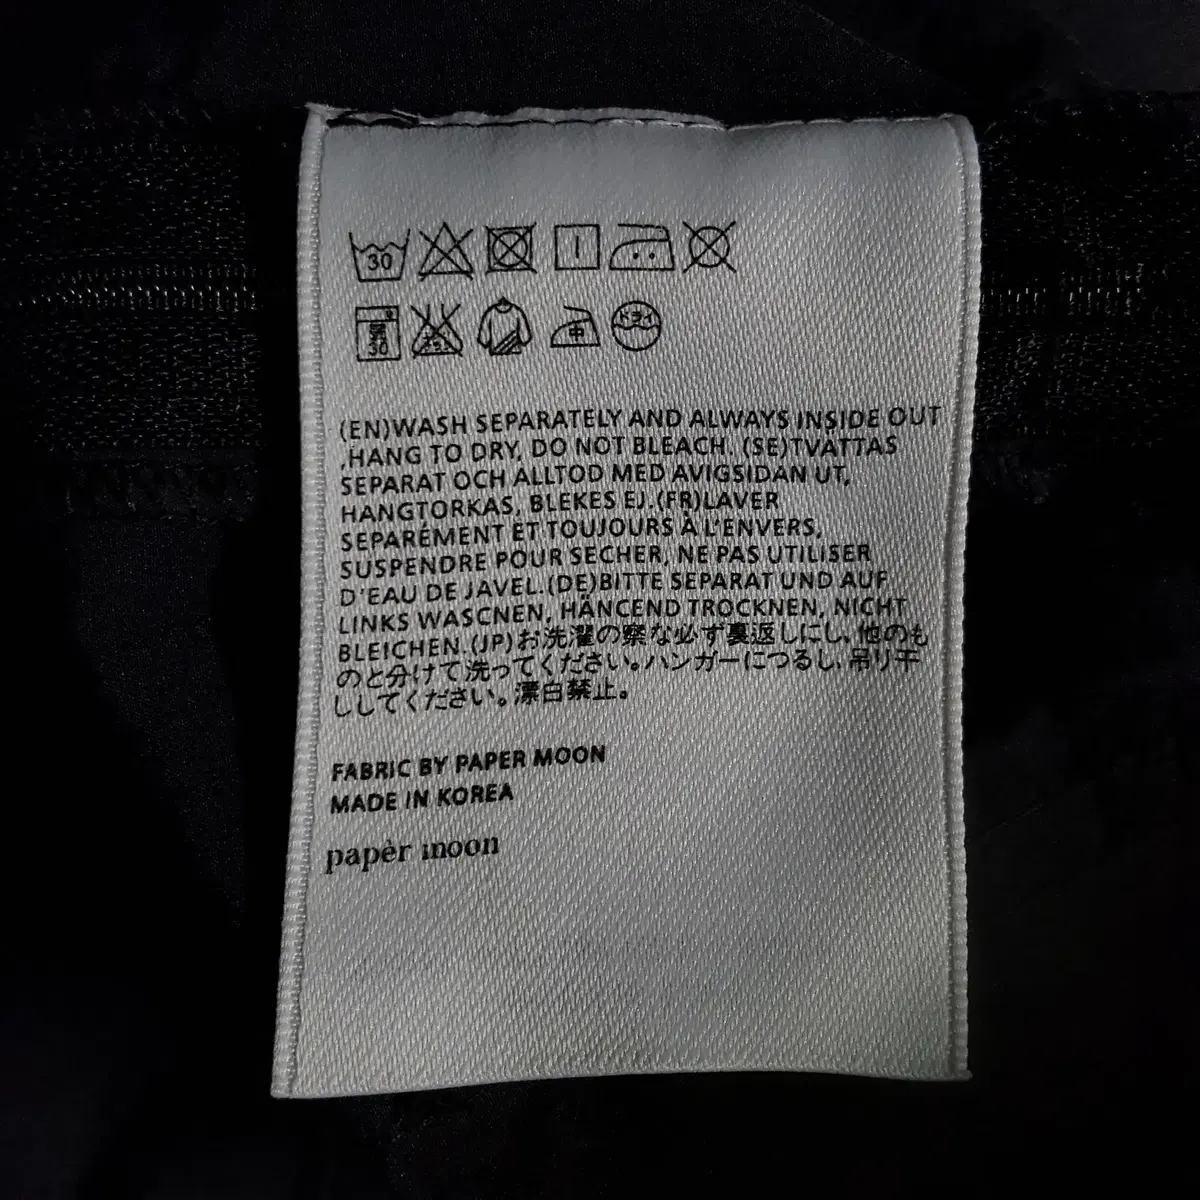 30
弱
30
中
ドライ
(EN)WASH SEPARATELY AND ALWAYS INSIDE OUT
,HANG TO DRY, DO NOT BLEACH. (SE)TVATTAS
SEPARAT OCH ALLTOD MED AVIGSIDAN UT,
HANGTORKAS, BLEKES EJ.(FR)LAVER
SEPARÉMENT ET TOUJOURS À L'ENVERS,
SUSPENDRE POUR SECHER, NE PAS UTILISER
D'EAU DE JAVEL.(DE)BITTE SEPARAT UND AUF
LINKS WASCNEN, HÄNCEND TROCKNEN, NICHT
BLEICHEN.(JP)お洗濯の際な必ず裏返しにし、他のも
のと分けて洗ってください。ハンガーにつるし、吊り干
ししてください。漂白禁止。
FABRIC BY PAPER MOON
MADE IN KOREA
papèr moon